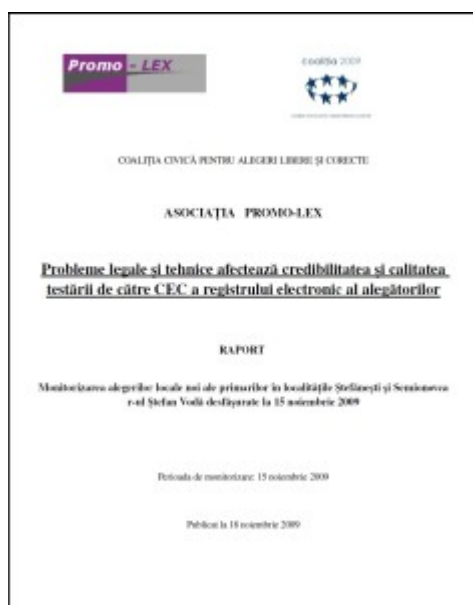 Promo - LEX
coaliția 2009
COALIȚIA CIVICĂ PENTRU ALEGERI LIBERE ȘI CORECTE
ASOCIAȚIA PROMO-LEX
Probleme legale și tehnice afectează credibilitatea și calitatea
testării de către CEC a registrului electronic al alegătorilor
RAPORT
Monitorizarea alegerilor locale noi ale primarilor în localitățile Ștefănești și Semionovca
r-ul Ștefan Vodă desfășurate la 15 noiembrie 2009
Perioada de monitorizare: 15 noiembrie 2009
Publicat la 16 noiembrie 2009